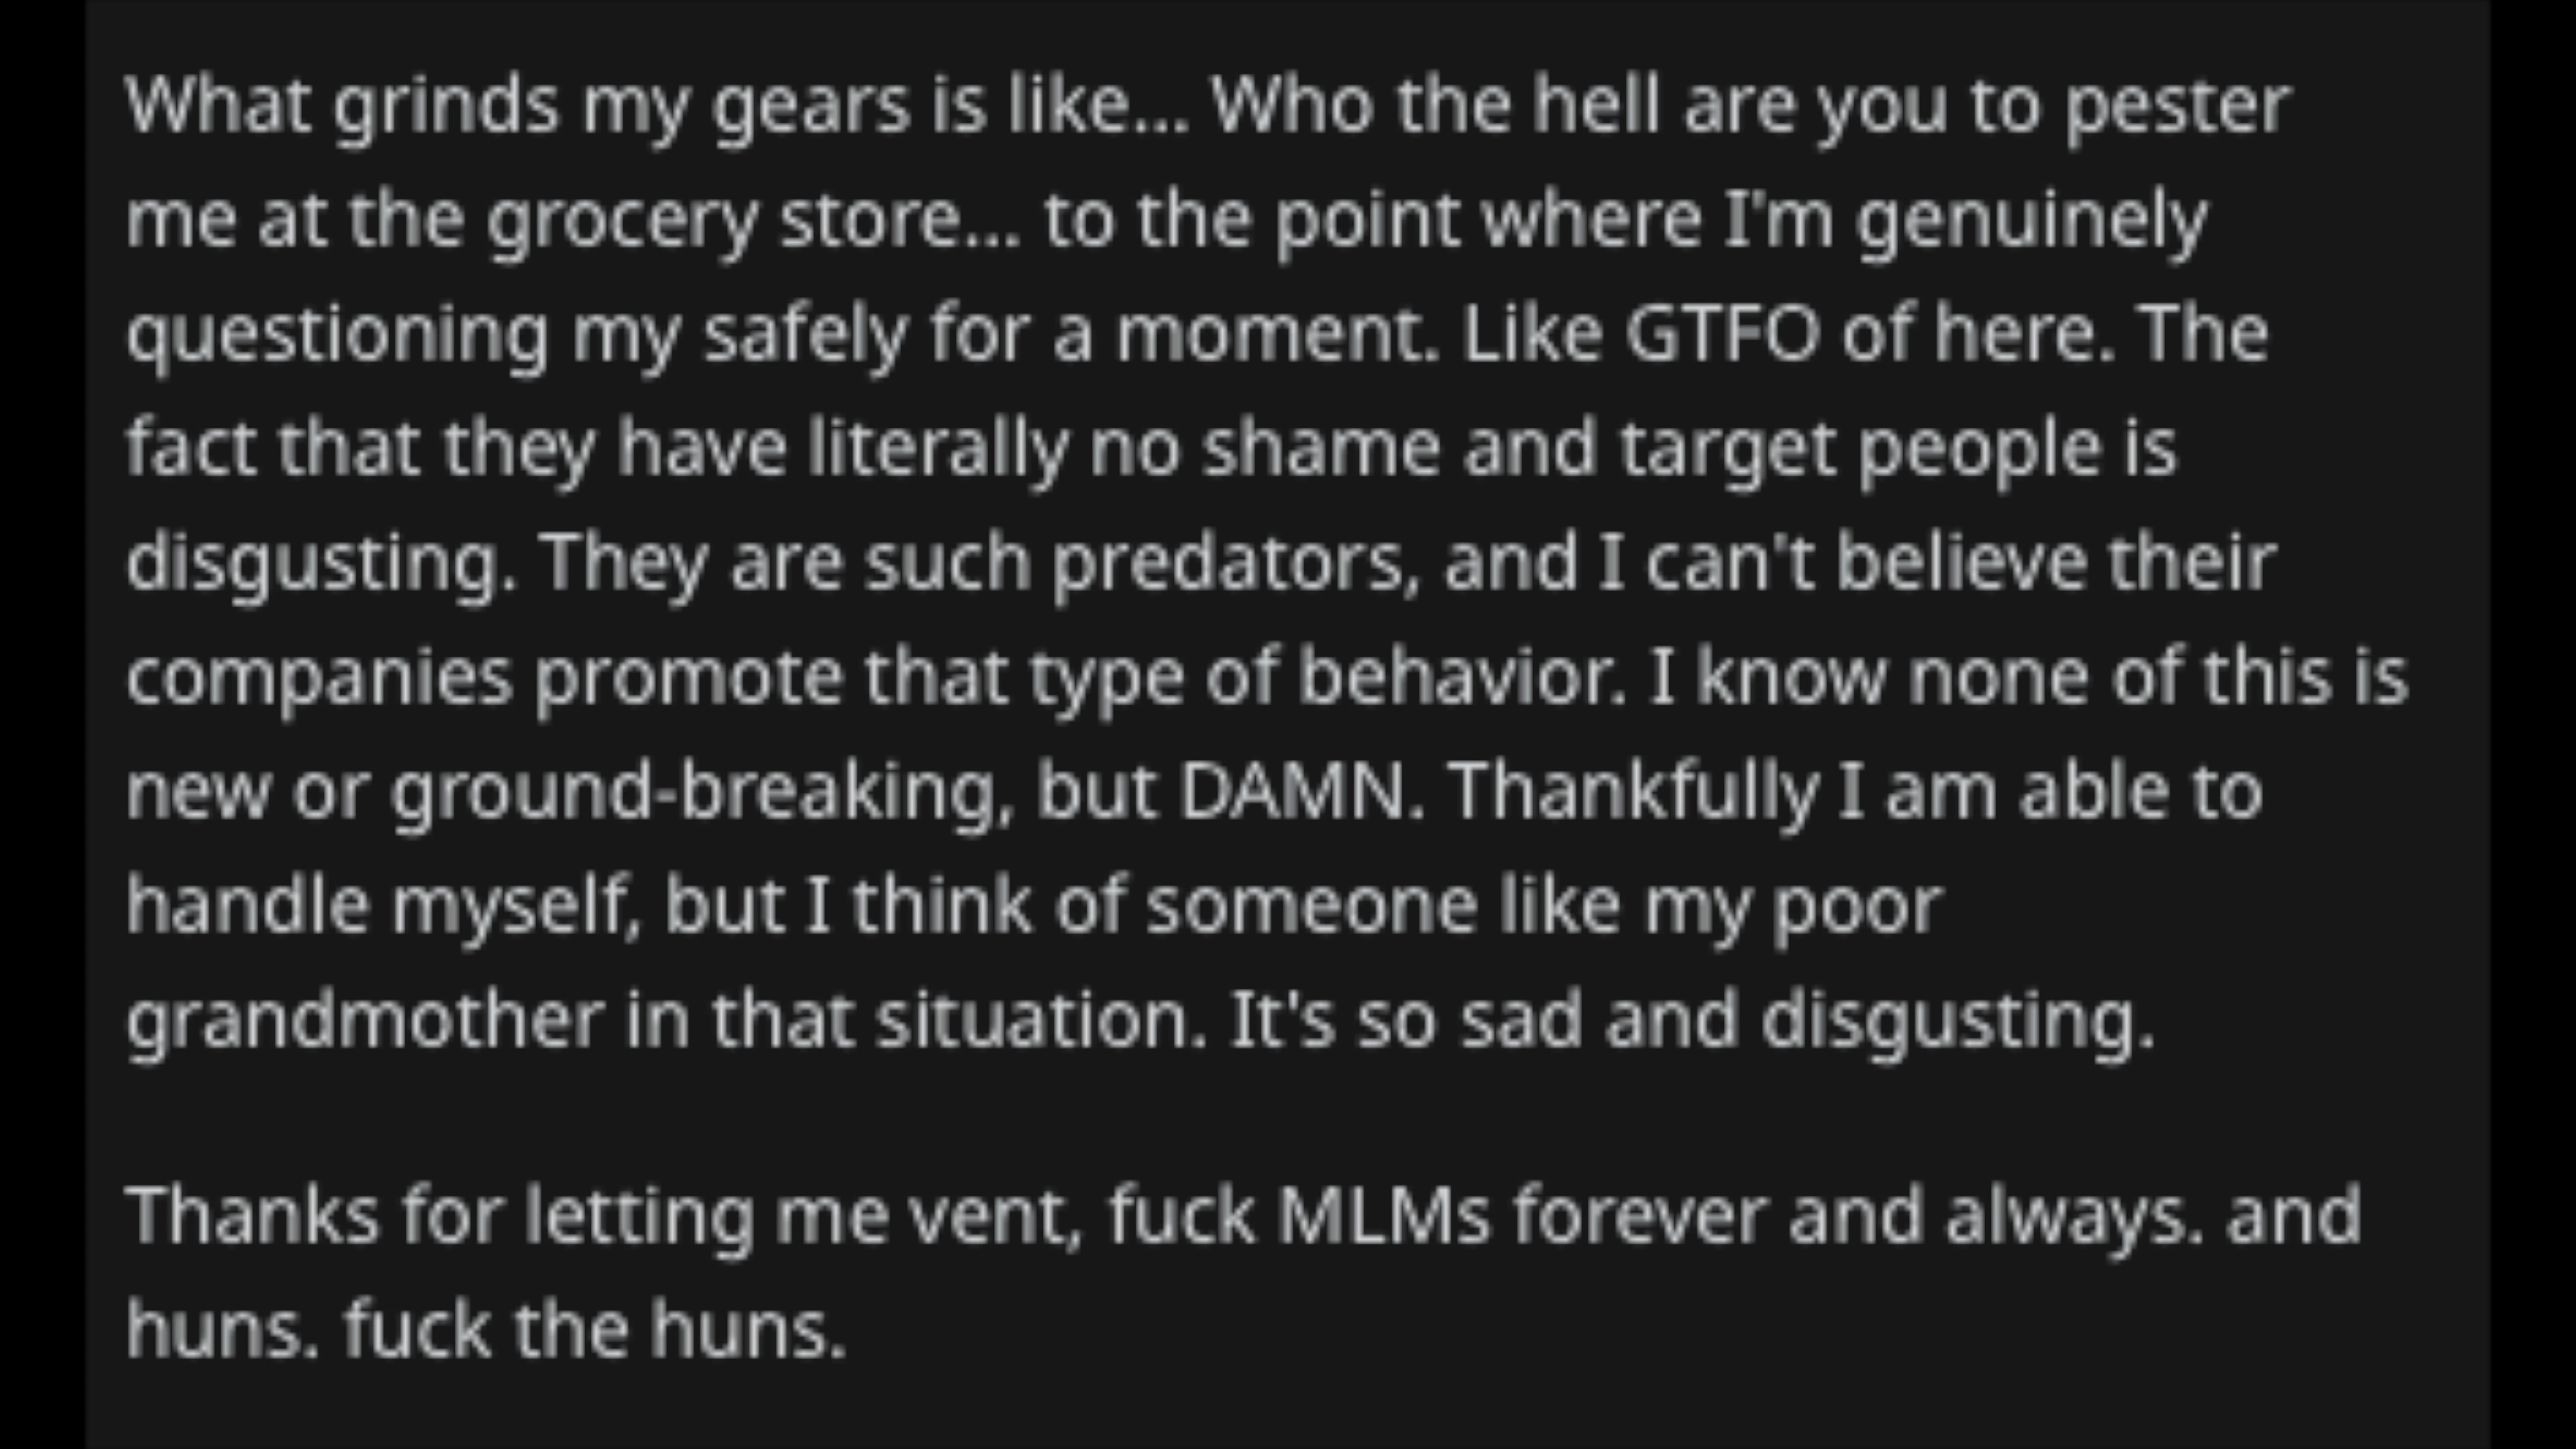 What grinds my gears is like... Who the hell are you to pester
me at the grocery store... to the point where I'm genuinely
questioning my safely for a moment. Like GTFO of here. The
fact that they have literally no shame and target people is
disgusting. They are such predators, and I can't believe their
companies promote that type of behavior. I know none of this is
new or ground-breaking, but DAMN. Thankfully I am able to
handle myself, but I think of someone like my poor
grandmother in that situation. It's so sad and disgusting.
Thanks for letting me vent, fuck MLMs forever and always. and
huns. fuck the huns.